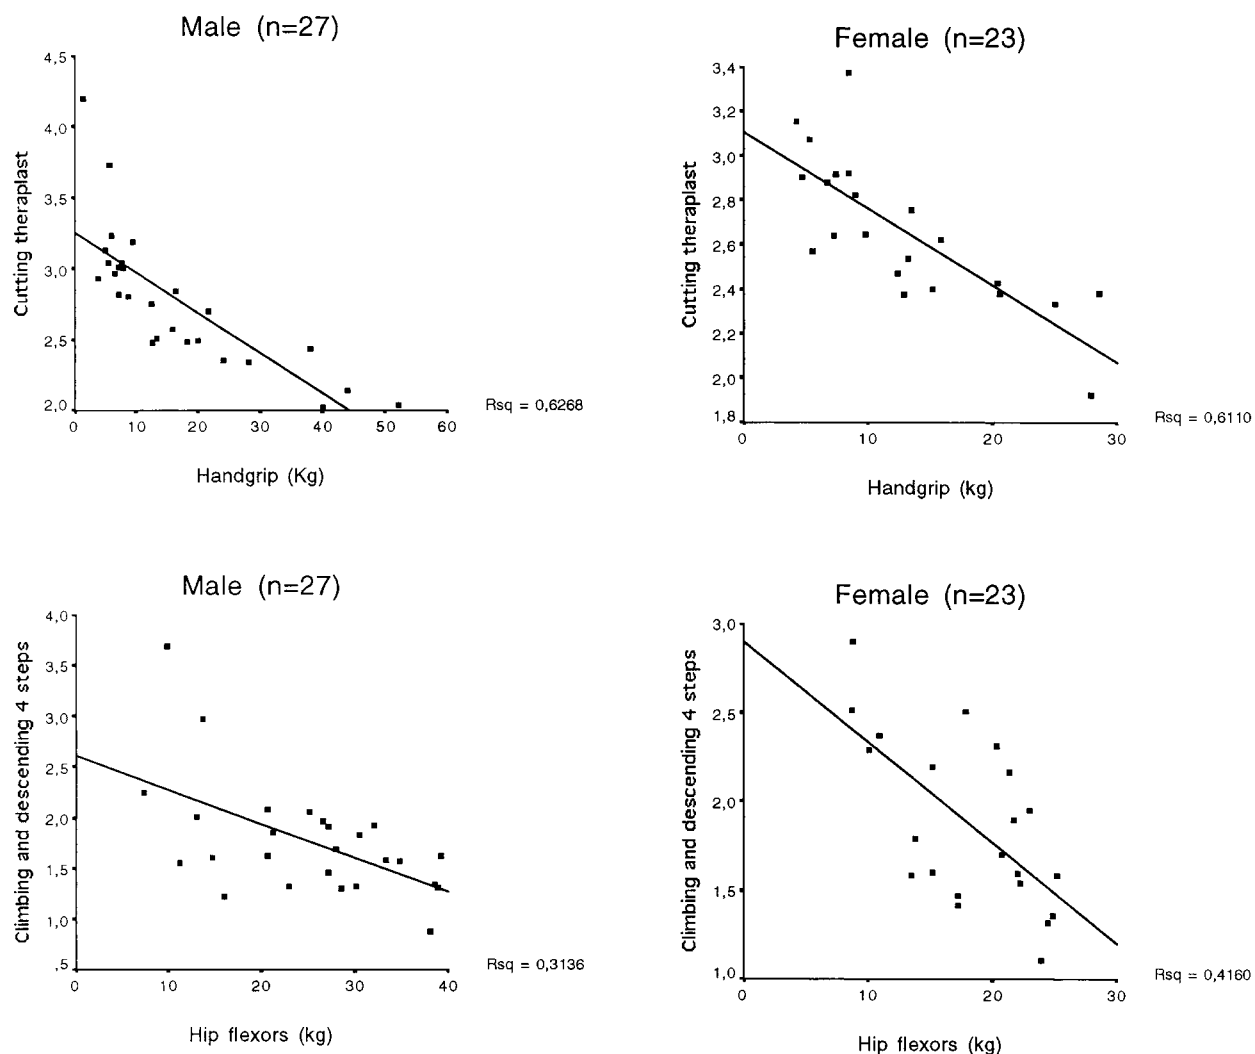 Male (n=27)
4,5
4,0
3,5
3,0
2,5
2,0
Cutting theraplast
0 10 20 30 40 50 60
Handgrip (Kg)
Rsq = 0,6268
Female (n=23)
3,4
3,2
3,0
2,8
2,6
2,4
2,2
2,0
1,8
Cutting theraplast
0 10 20 30
Handgrip (kg)
Rsq = 0,6110
Male (n=27)
4,0
3,5
3,0
2,5
2,0
1,5
1,0
,5
Climbing and descending 4 steps
0 10 20 30 40
Hip flexors (kg)
Rsq = 0,3136
Female (n=23)
3,0
2,5
2,0
1,5
1,0
Climbing and descending 4 steps
0 10 20 30
Hip flexors (kg)
Rsq = 0,4160